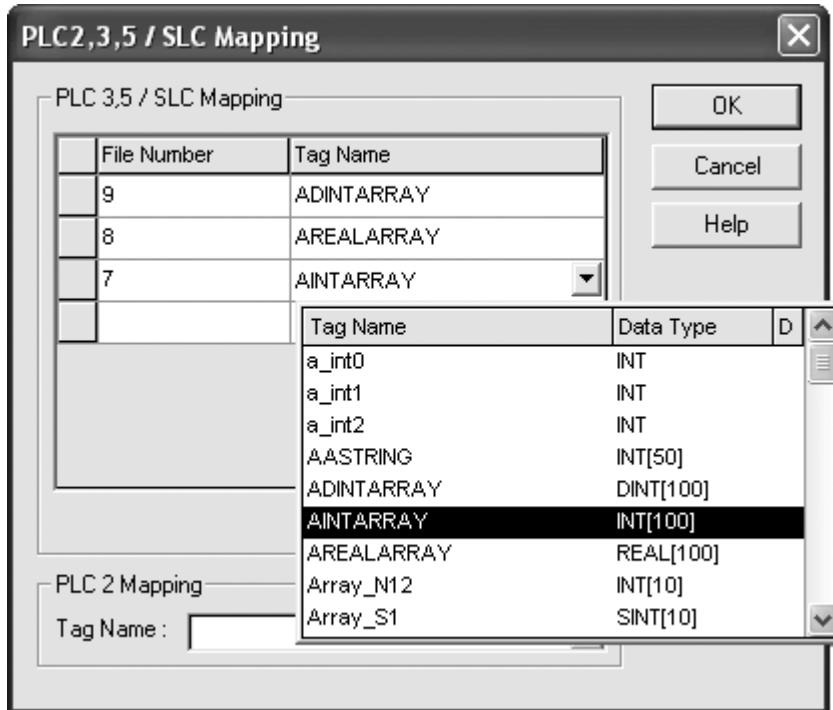 PLC2,3,5 / SLC Mapping
PLC 3,5 / SLC Mapping
OK
File Number Tag Name
Cancel
9 ADINTARRAY
8 AREALARRAY
Help
7 AINTARRAY
Tag Name Data Type D
a_int0 INT
a_int1 INT
a_int2 INT
AASTRING INT[50]
ADINTARRAY DINT[100]
AINTARRAY INT[100]
AREALARRAY REAL[100]
PLC 2 Mapping
Array_N12 INT[10]
Tag Name :
Array_S1 SINT[10]